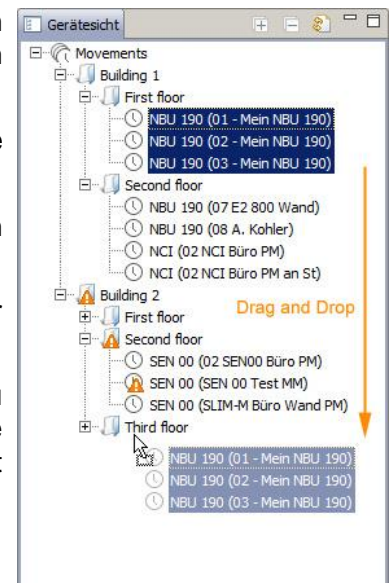 Gerätesicht
Movements
Building 1
First floor
NBU 190 (01 - Mein NBU 190)
NBU 190 (02 - Mein NBU 190)
NBU 190 (03 - Mein NBU 190)
Second floor
NBU 190 (07 E2 800 Wand)
NBU 190 (08 A. Kohler)
NCI (02 NCI Büro PM)
NCI (02 NCI Büro PM an St)
Building 2
First floor
Drag and Drop
Second floor
SEN 00 (02 SEN00 Büro PM)
SEN 00 (SEN 00 Test MM)
SEN 00 (SLIM-M Büro Wand PM)
Third floor
NBU 190 (01 - Mein NBU 190)
NBU 190 (02 - Mein NBU 190)
NBU 190 (03 - Mein NBU 190)